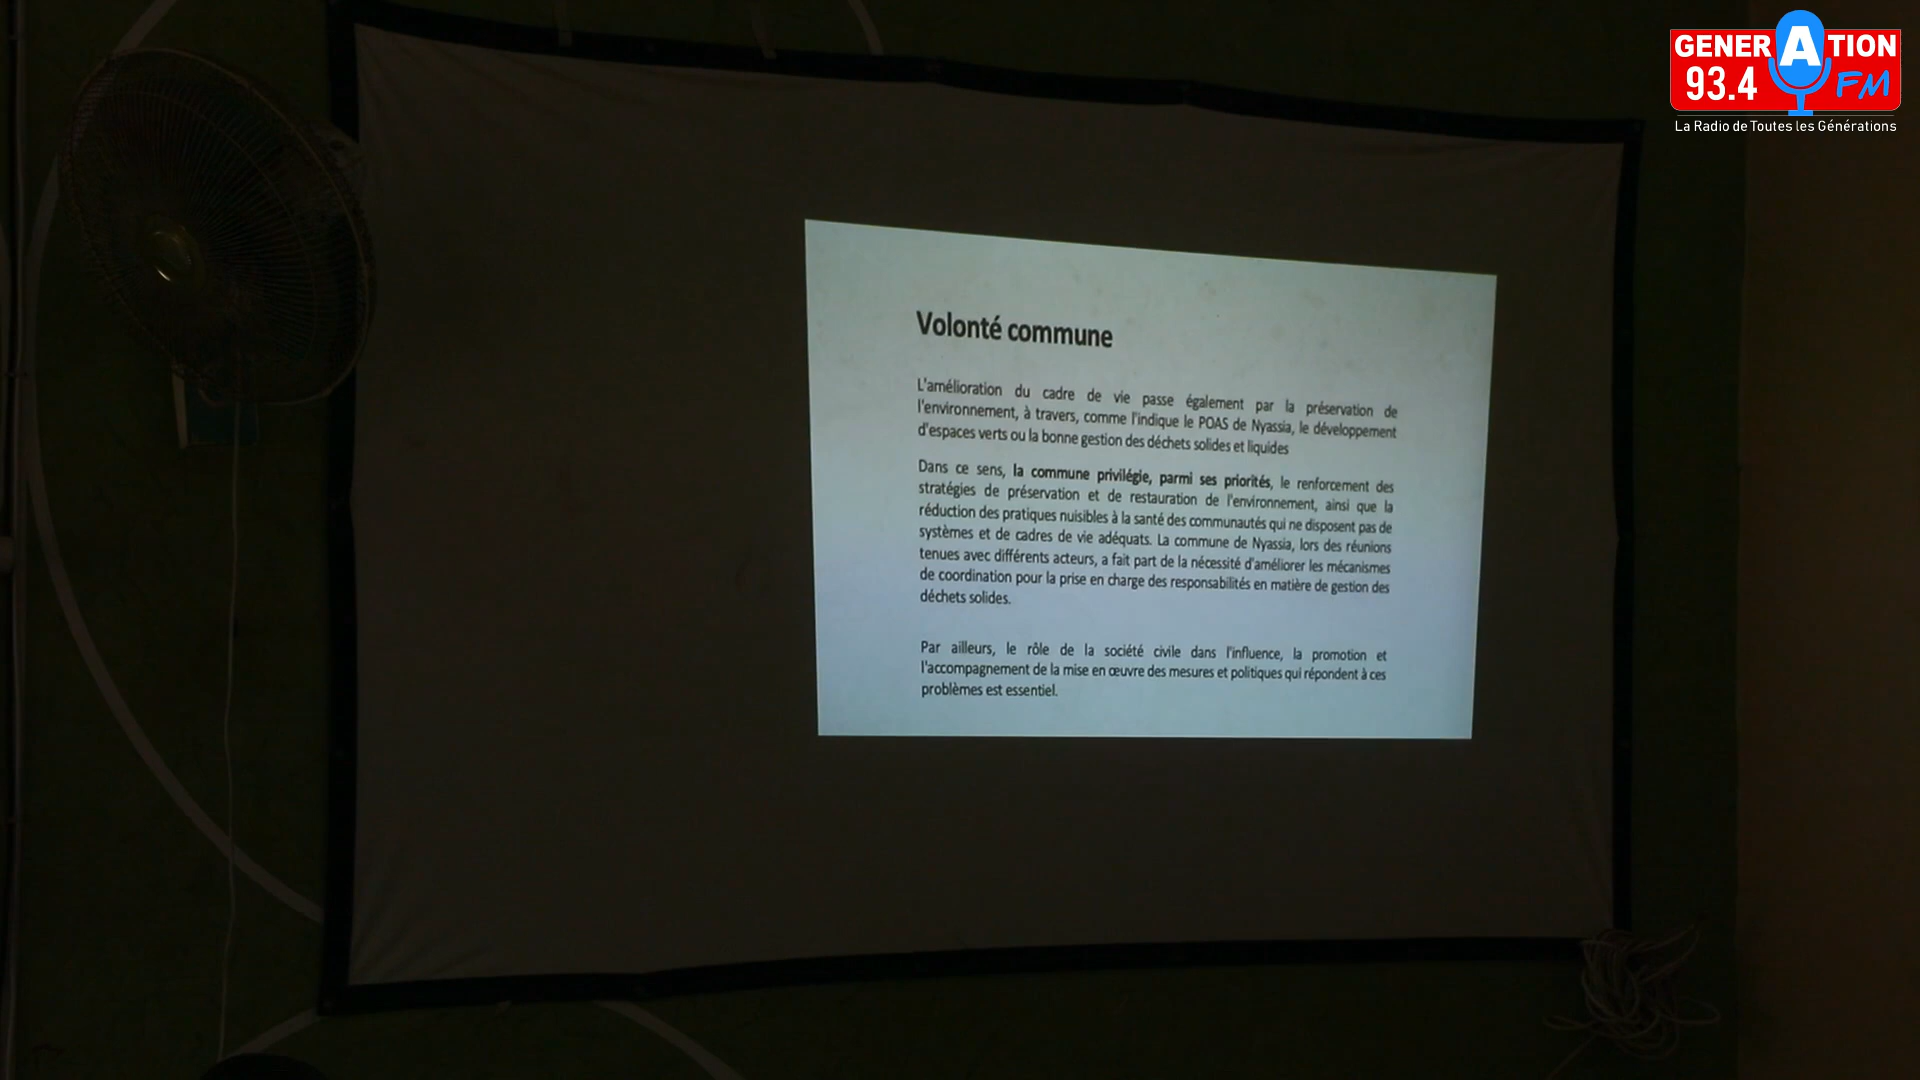 GENERATION
93.4 FM
La Radio de Toutes les Générations
Volonté commune
L'amélioration du cadre de vie passe également par la préservation de
l'environnement, à travers, comme l'indique le POAS de Nyassia, le développement
d'espaces verts ou la bonne gestion des déchets solides et liquides
Dans ce sens, la commune privilégie, parmi ses priorités, le renforcement des
stratégies de préservation et de restauration de l'environnement, ainsi que la
réduction des pratiques nuisibles à la santé des communautés qui ne disposent pas de
systèmes et de cadres de vie adéquats. La commune de Nyassia, lors des réunions
tenues avec différents acteurs, a fait part de la nécessité d'améliorer les mécanismes
de coordination pour la prise en charge des responsabilités en matière de gestion des
déchets solides.
Par ailleurs, le rôle de la société civile dans l'influence, la promotion et
l'accompagnement de la mise en œuvre des mesures et politiques qui répondent à ces
problèmes est essentiel.